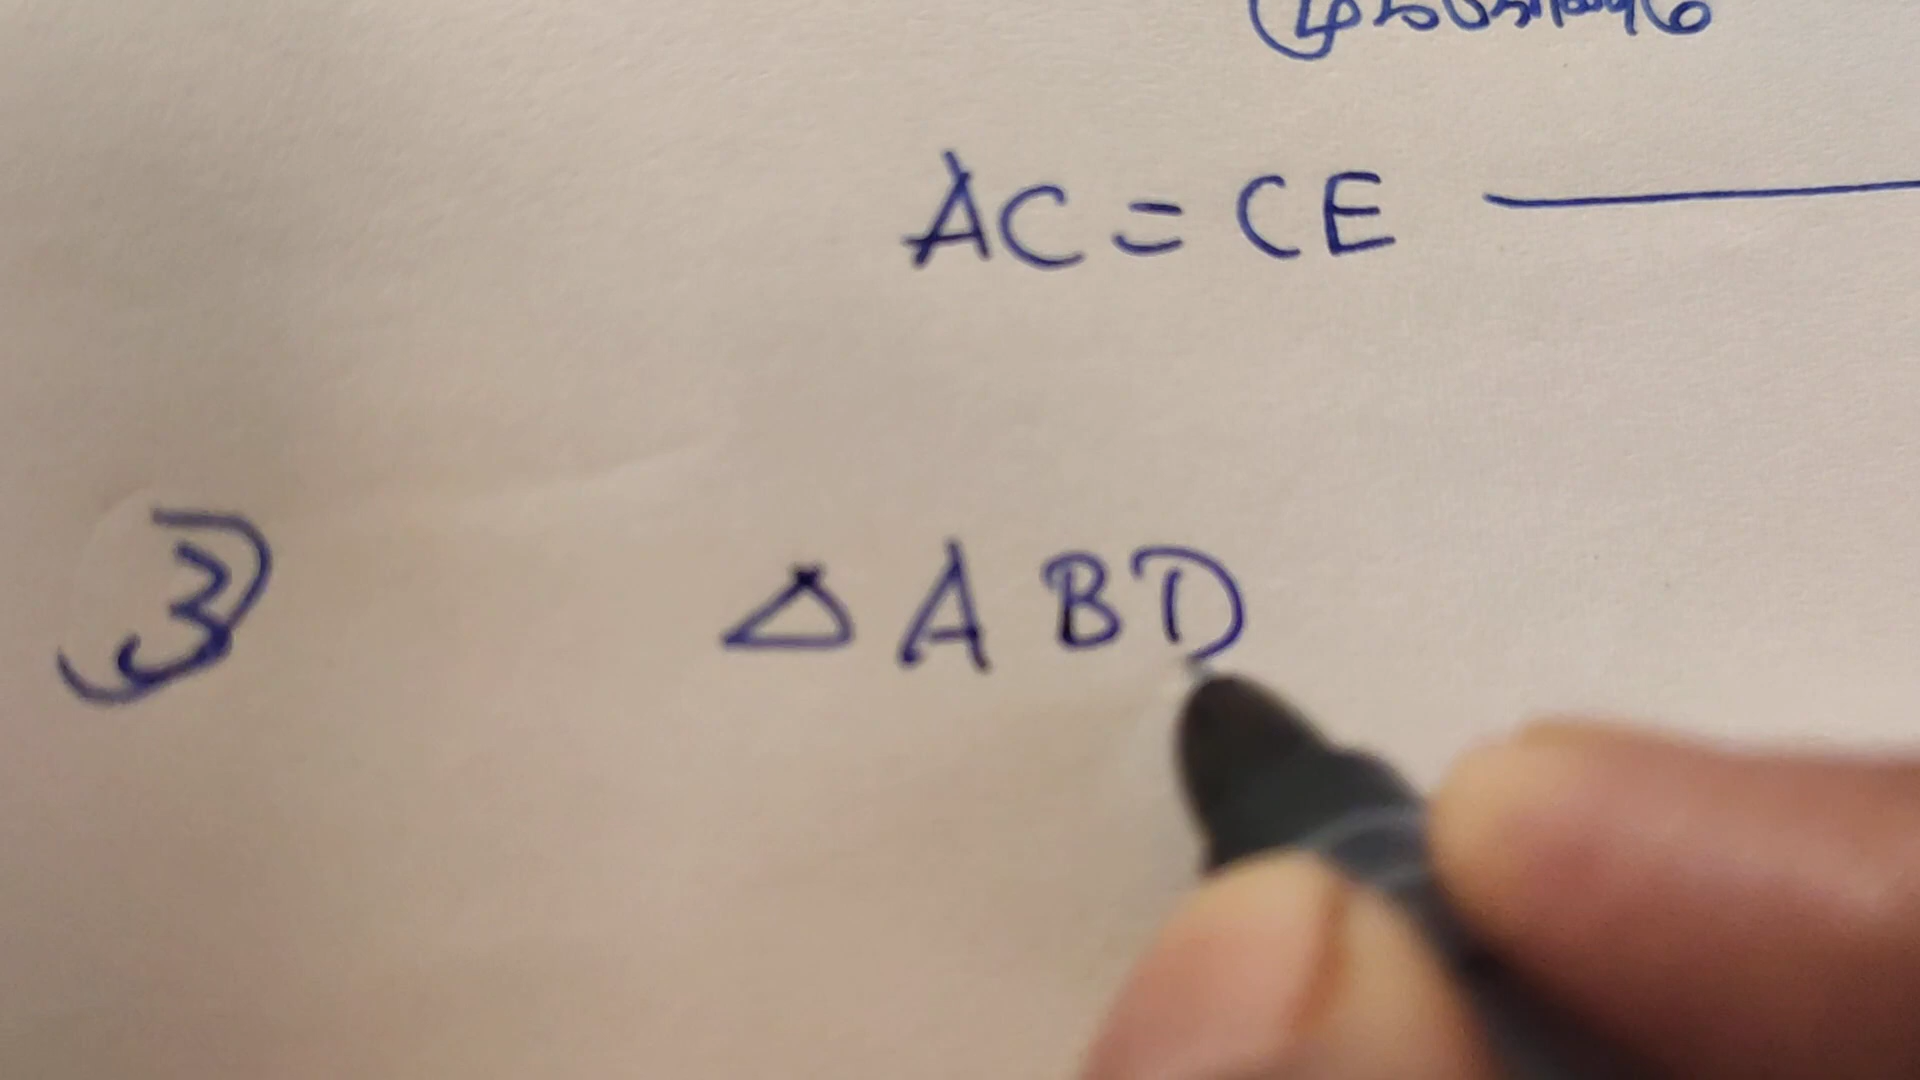 AC = CE
③ △ABD